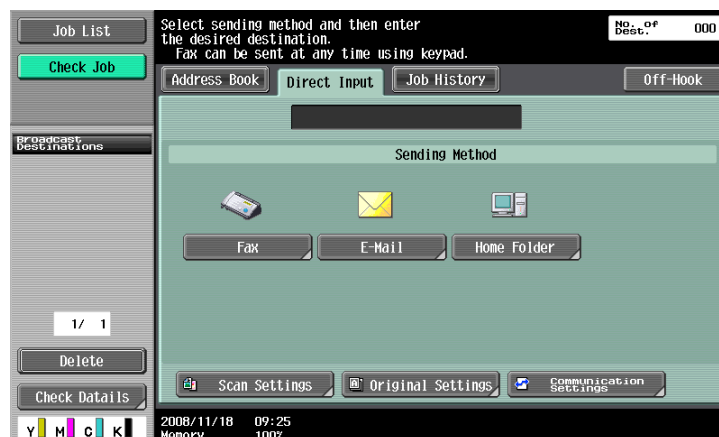 Job List
Check Job
Broadcast
Destinations
1/ 1
Delete
Check Datails
Y M C K
Select sending method and then enter
the desired destination.
Fax can be sent at any time using keypad.
No. of
Dest.
000
Address Book
Direct Input
Job History
Off-Hook
Sending Method
Fax
E-Mail
Home Folder
Scan Settings
Original Settings
Communication
Settings
2008/11/18 09:25
Memory 100%